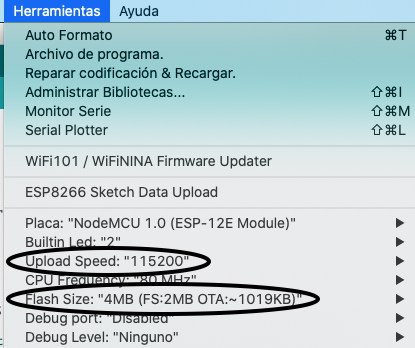 Herramientas Ayuda
Auto Formato ⌘T
Archivo de programa.
Reparar codificación & Recargar.
Administrar Bibliotecas... ⇧⌘I
Monitor Serie ⇧⌘M
Serial Plotter ⇧⌘L
WiFi101 / WiFiNINA Firmware Updater
ESP8266 Sketch Data Upload
Placa: "NodeMCU 1.0 (ESP-12E Module)"
Builtin Led: "2"
Upload Speed: "115200"
CPU Frequency: "80 MHz"
Flash Size: "4MB (FS:2MB OTA:~1019KB)"
Debug port: "Disabled"
Debug Level: "Ninguno"